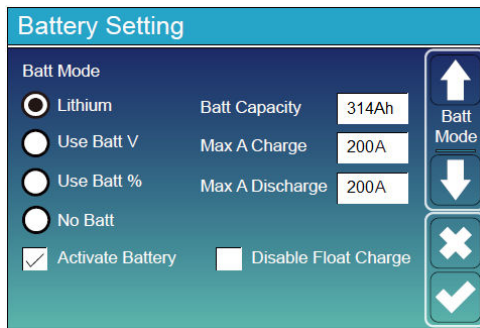 Battery Setting
Batt Mode
Lithium
Batt Capacity 314Ah
Use Batt V
Max A Charge 200A
Use Batt %
Max A Discharge 200A
No Batt
Activate Battery
Disable Float Charge
Batt
Mode